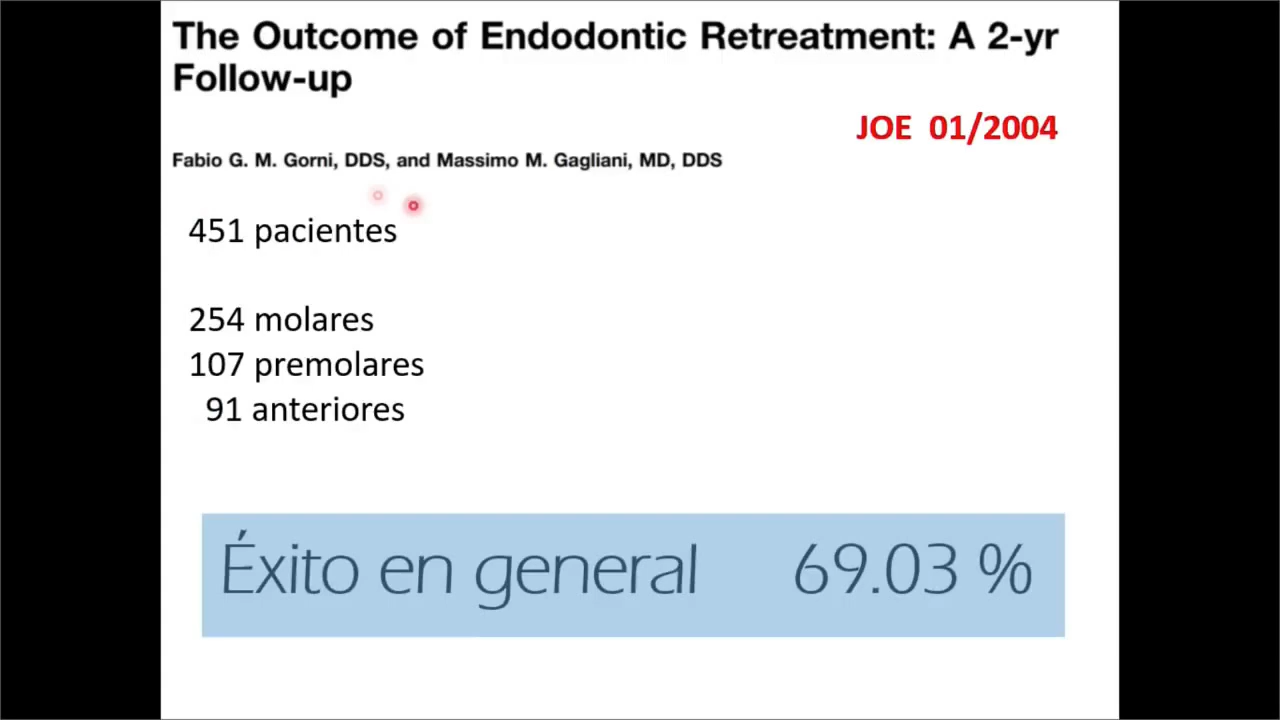 The Outcome of Endodontic Retreatment: A 2-yr
Follow-up
JOE 01/2004
Fabio G. M. Gorni, DDS, and Massimo M. Gagliani, MD, DDS
451 pacientes
254 molares
107 premolares
91 anteriores
Éxito en general 69.03 %